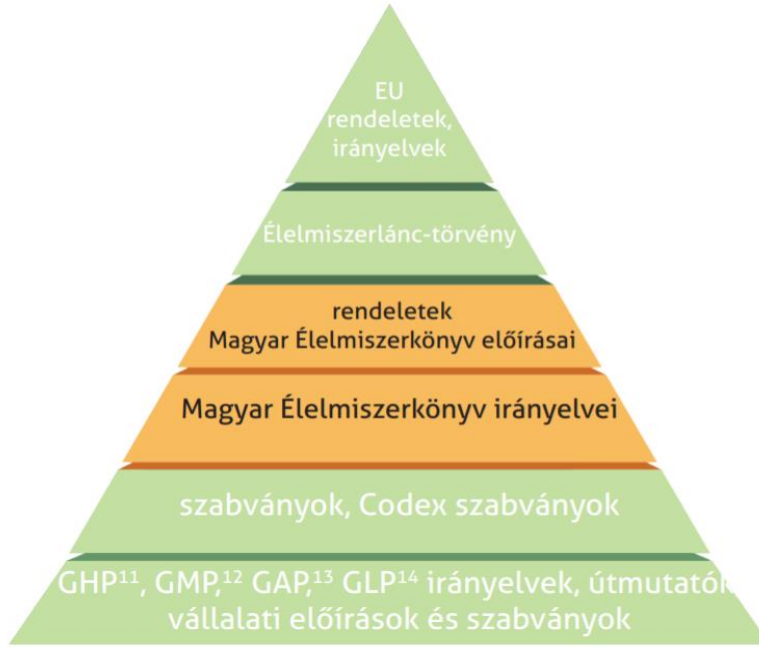 EU
rendeletek,
irányelvek
Élelmiszerlánc-törvény
rendeletek
Magyar Élelmiszerkönyv előírásai
Magyar Élelmiszerkönyv irányelvei
szabványok, Codex szabványok
GHP¹¹, GMP,¹² GAP,¹³ GLP¹⁴ irányelvek, útmutatók
vállalati előírások és szabványok